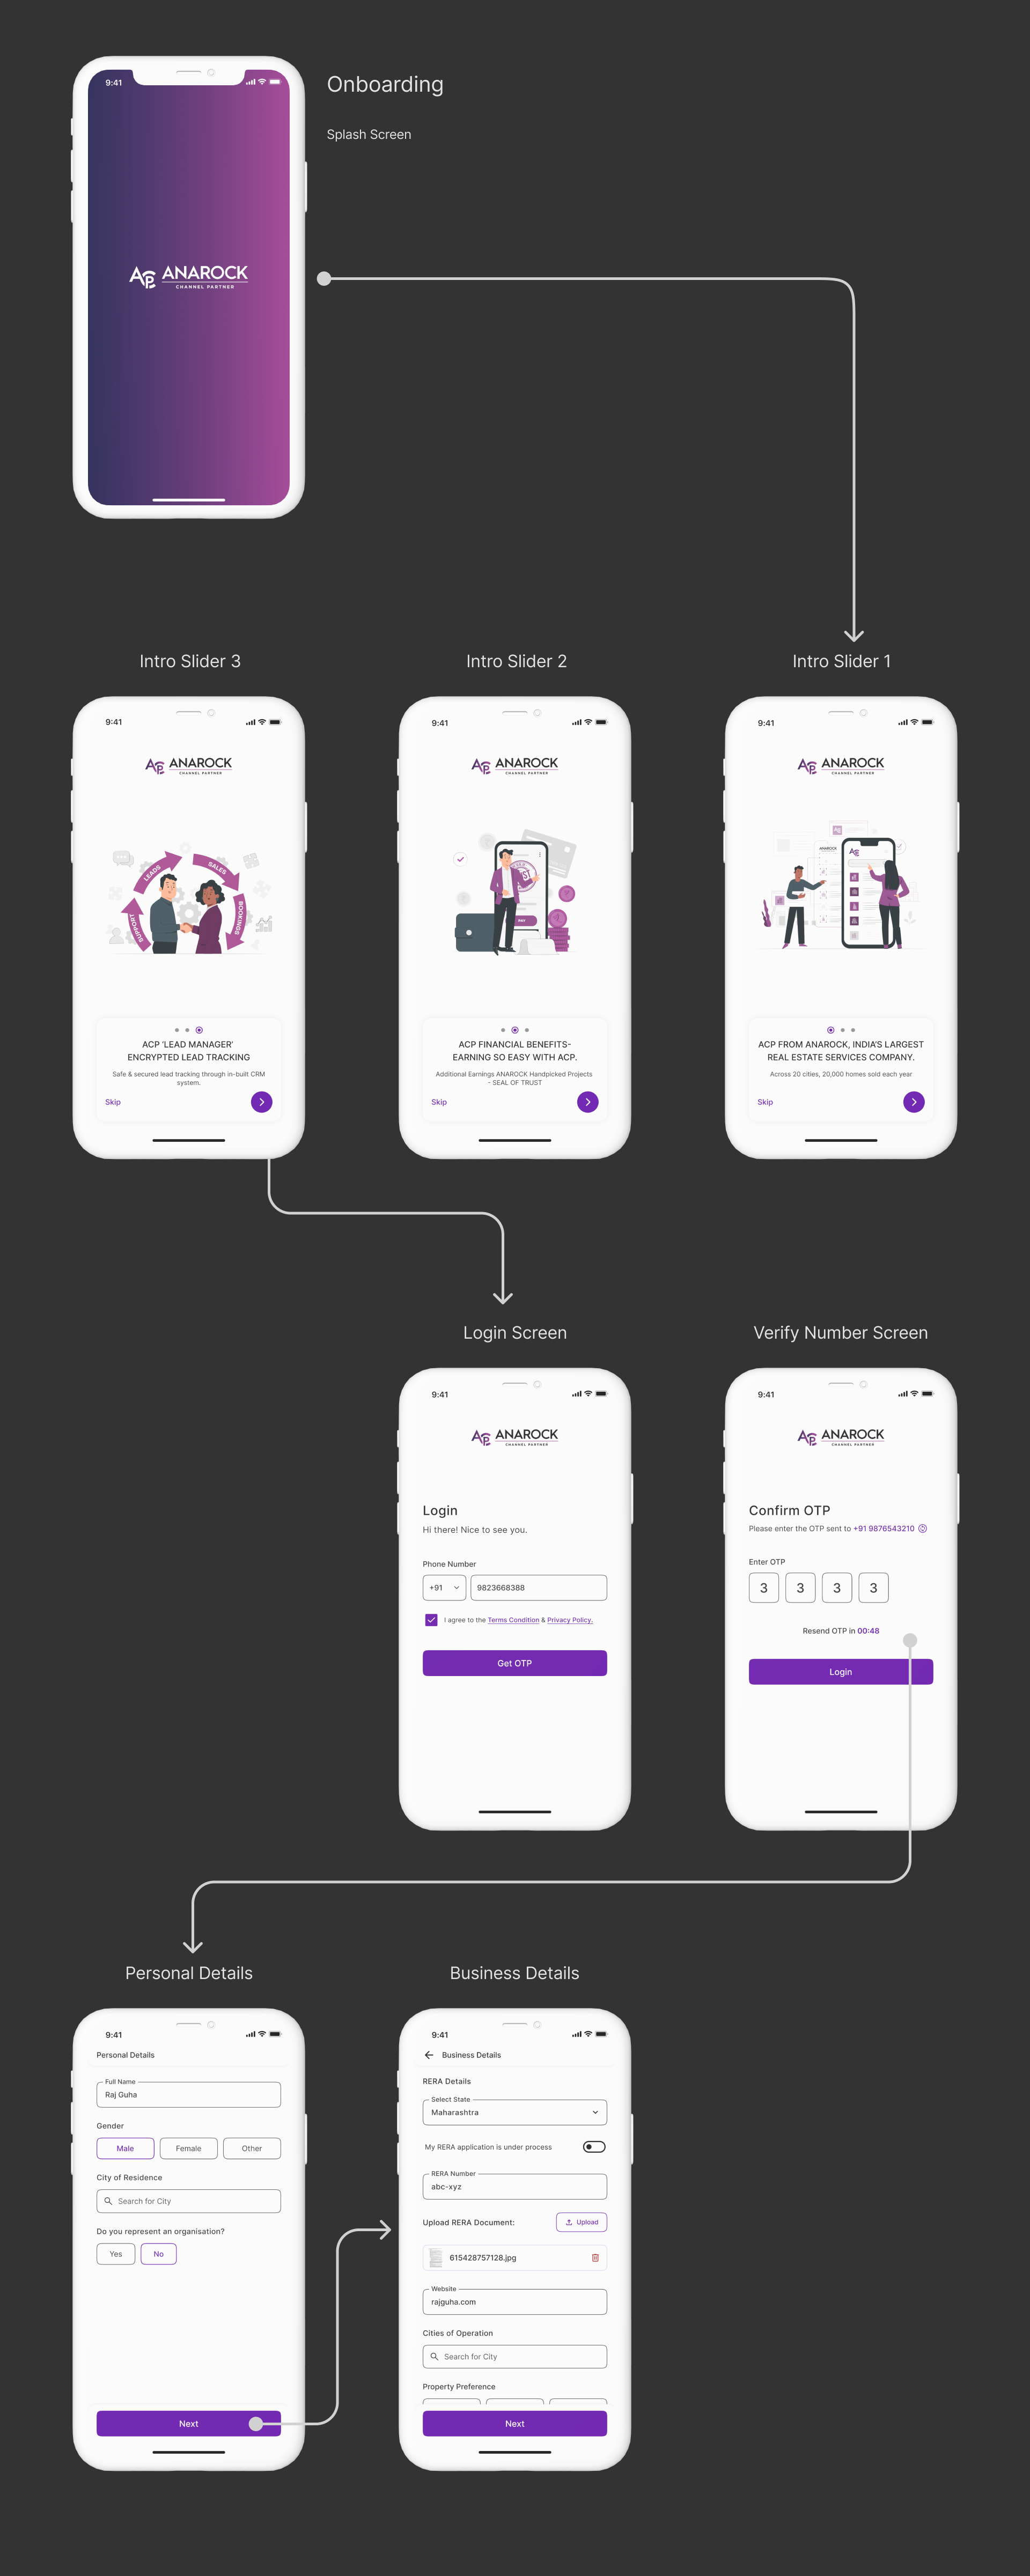 9:41
Onboarding
Splash Screen
ACP ANAROCK
CHANNEL PARTNER
Intro Slider 3
Intro Slider 2
Intro Slider 1
9:41
ACP ANAROCK
CHANNEL PARTNER
SUPPORT
LEADS
SALES
BOOKINGS
ACP ‘LEAD MANAGER’
ENCRYPTED LEAD TRACKING
Safe & secured lead tracking through in-built CRM
system.
Skip
9:41
ACP ANAROCK
CHANNEL PARTNER
PAY
ACP FINANCIAL BENEFITS-
EARNING SO EASY WITH ACP.
Additional Earnings ANAROCK Handpicked Projects
- SEAL OF TRUST
Skip
9:41
ACP ANAROCK
CHANNEL PARTNER
ANAROCK
ACP FROM ANAROCK, INDIA'S LARGEST
REAL ESTATE SERVICES COMPANY.
Across 20 cities, 20,000 homes sold each year
Skip
Login Screen
Verify Number Screen
9:41
ACP ANAROCK
CHANNEL PARTNER
Login
Hi there! Nice to see you.
Phone Number
+91 9823668388
I agree to the Terms Condition & Privacy Policy.
Get OTP
9:41
ACP ANAROCK
CHANNEL PARTNER
Confirm OTP
Please enter the OTP sent to +91 9876543210
Enter OTP
3 3 3 3
Resend OTP in 00:48
Login
Personal Details
Business Details
9:41
Personal Details
Full Name
Raj Guha
Gender
Male Female Other
City of Residence
Search for City
Do you represent an organisation?
Yes No
Next
9:41
Business Details
RERA Details
Select State
Maharashtra
My RERA application is under process
RERA Number
abc-xyz
Upload RERA Document: Upload
615428757128.jpg
Website
rajguha.com
Cities of Operation
Search for City
Property Preference
Next